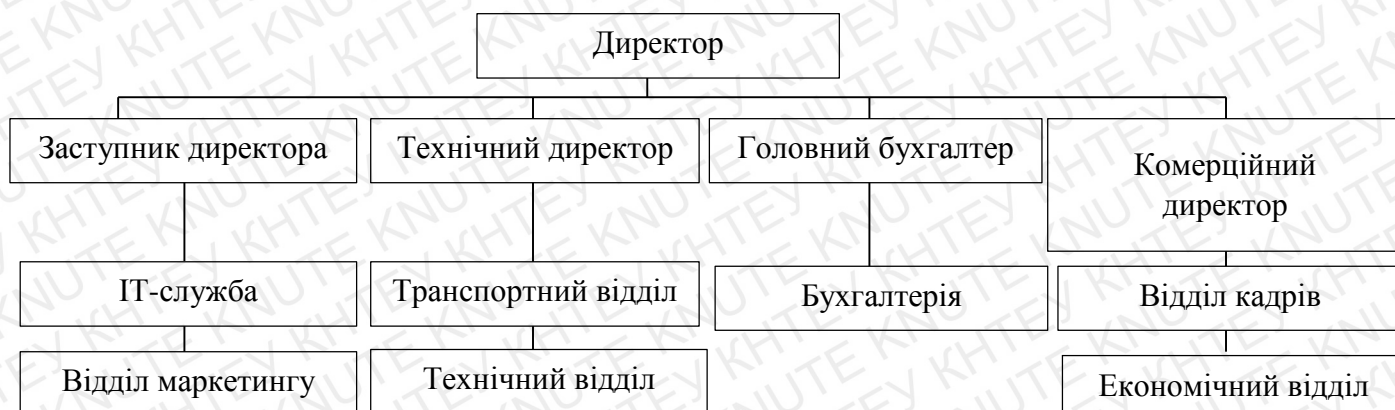 Директор
Заступник директора
Технічний директор
Головний бухгалтер
Комерційний
директор
ІТ-служба
Транспортний відділ
Бухгалтерія
Відділ кадрів
Відділ маркетингу
Технічний відділ
Економічний відділ